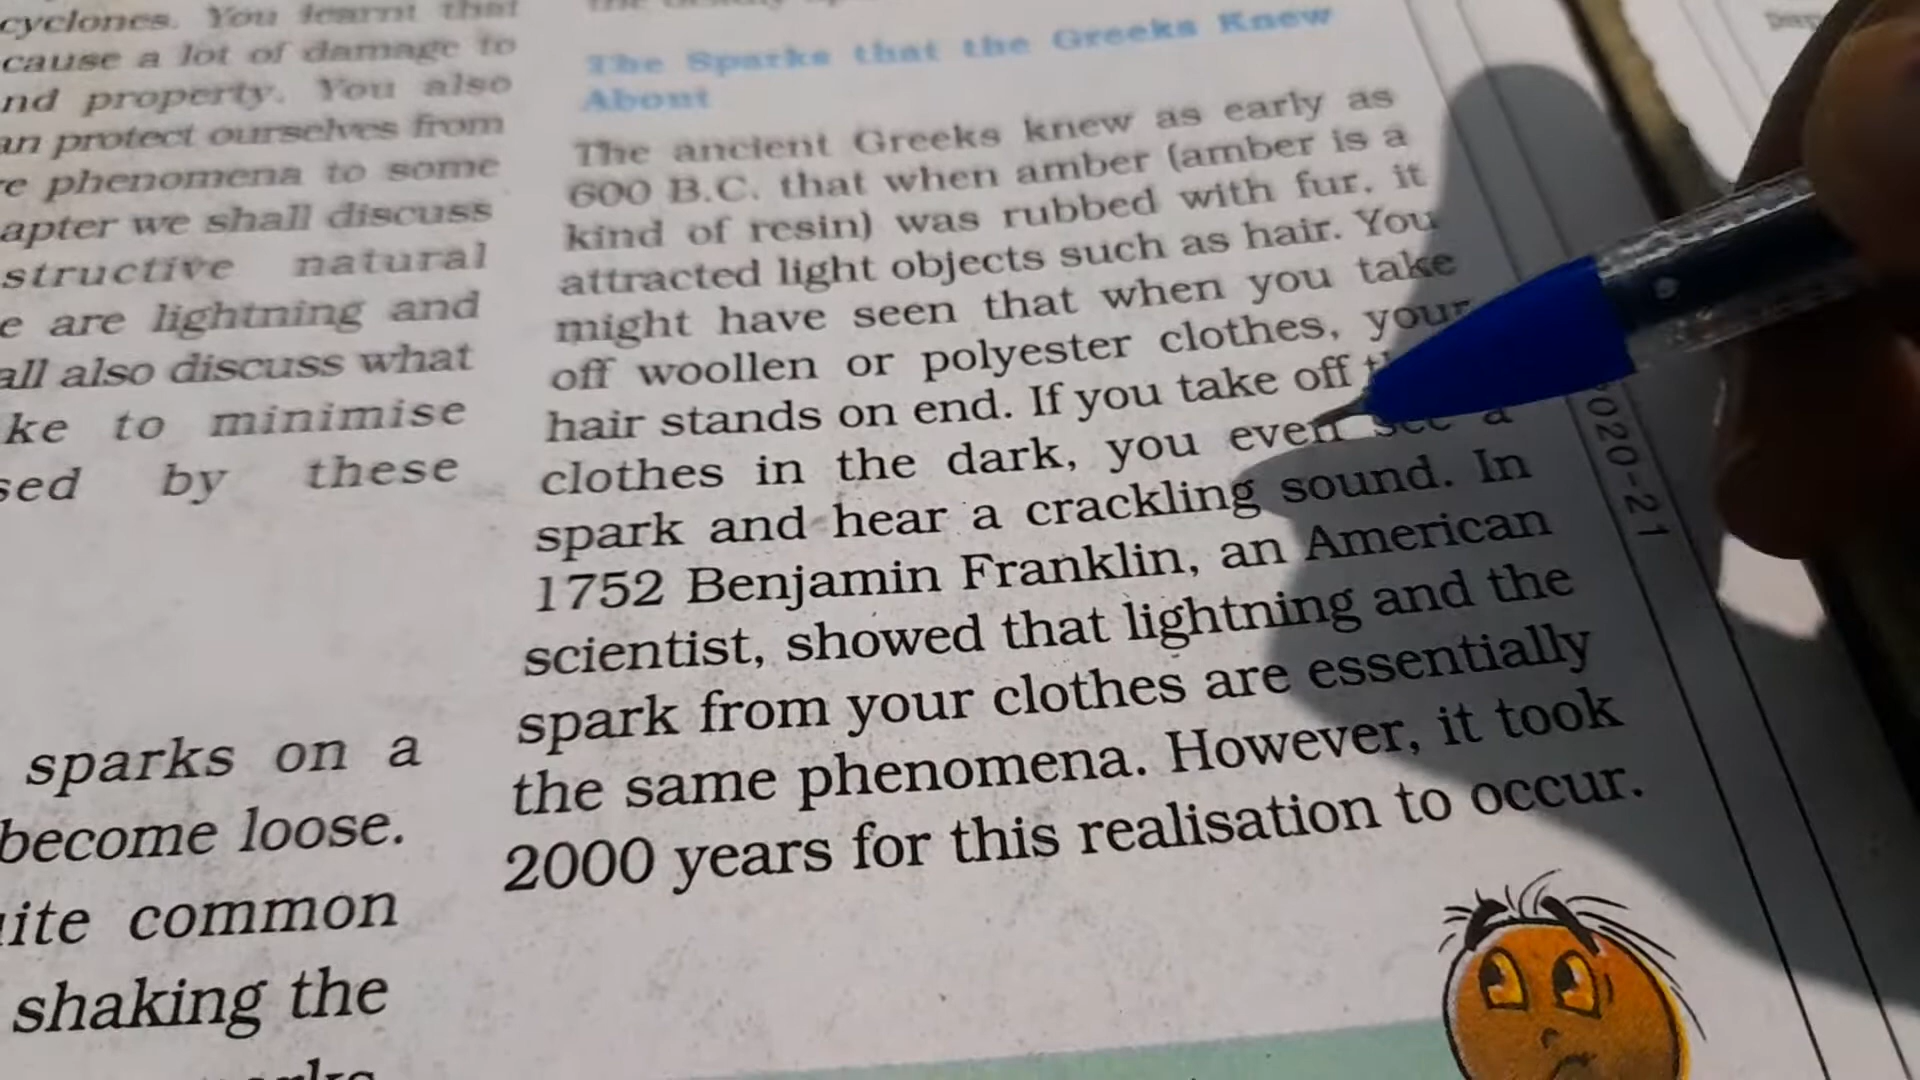 cyclones. You learnt that
cause a lot of damage to
nd property. You also
an protect ourselves from
e phenomena to some
apter we shall discuss
structive natural
e are lightning and
all also discuss what
ke to minimise
sed by these
sparks on a
become loose.
uite common
shaking the
The Sparks that the Greeks Knew
About
The ancient Greeks knew as early as
600 B.C. that when amber (amber is a
kind of resin) was rubbed with fur, it
attracted light objects such as hair. You
might have seen that when you take
off woollen or polyester clothes, your
hair stands on end. If you take off
clothes in the dark, you even see a
spark and hear a crackling sound. In
1752 Benjamin Franklin, an American
scientist, showed that lightning and the
spark from your clothes are essentially
the same phenomena. However, it took
2000 years for this realisation to occur.
020-21